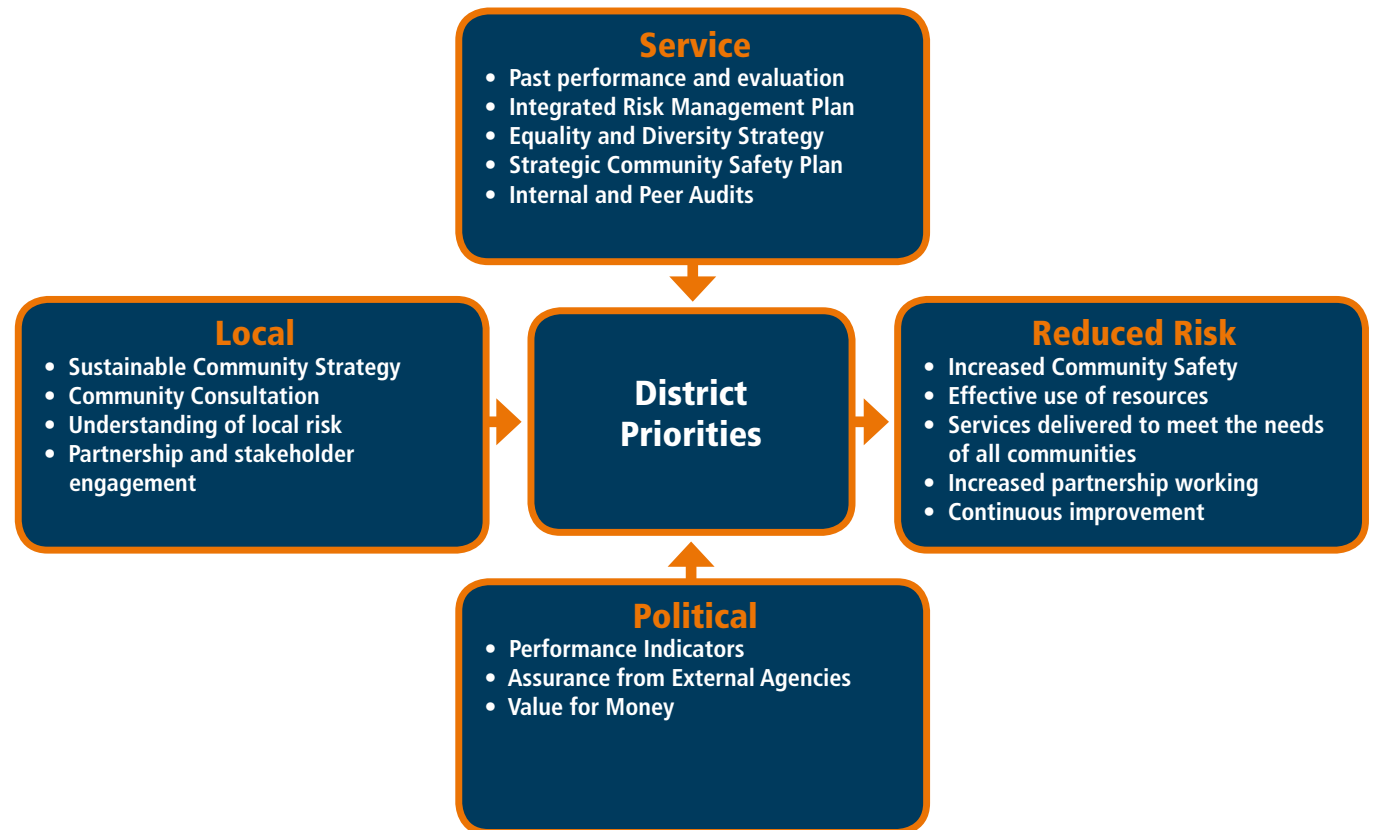 Service
• Past performance and evaluation
• Integrated Risk Management Plan
• Equality and Diversity Strategy
• Strategic Community Safety Plan
• Internal and Peer Audits
Local
• Sustainable Community Strategy
• Community Consultation
• Understanding of local risk
• Partnership and stakeholder
engagement
District
Priorities
Reduced Risk
• Increased Community Safety
• Effective use of resources
• Services delivered to meet the needs
of all communities
• Increased partnership working
• Continuous improvement
Political
• Performance Indicators
• Assurance from External Agencies
• Value for Money